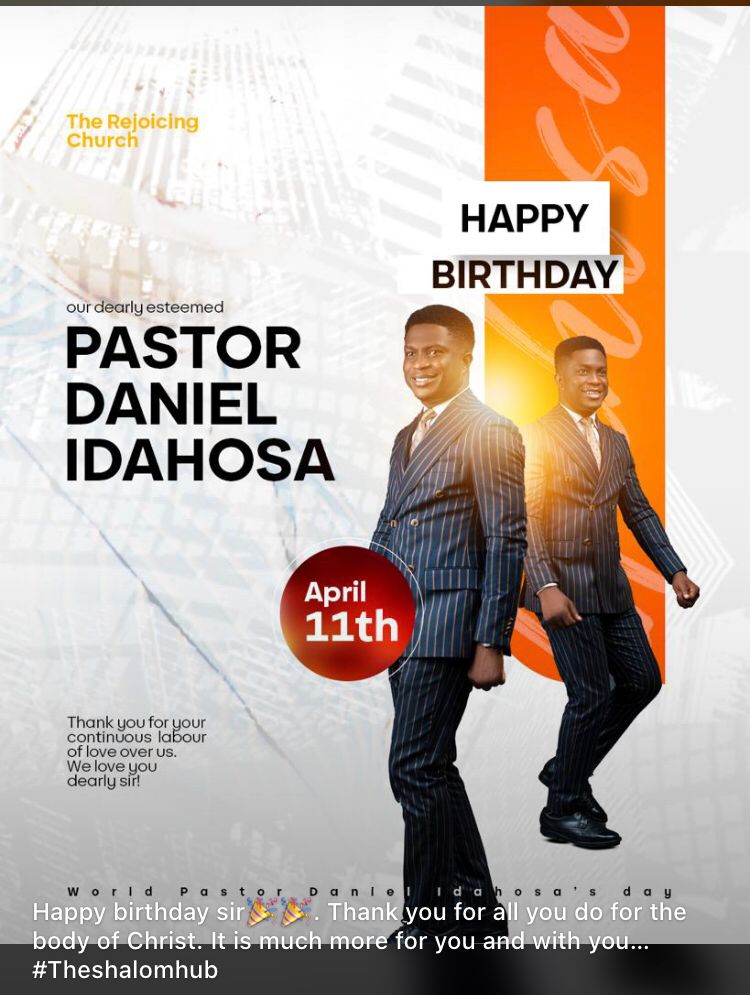 The Rejoicing
Church
HAPPY
BIRTHDAY
our dearly esteemed
PASTOR
DANIEL
IDAHOSA
April
11th
Thank you for your
continuous labour
of love over us.
We love you
dearly sir!
World Pastor Daniel Idahosa's day
Happy birthday sir🎉🎉. Thank you for all you do for the
body of Christ. It is much more for you and with you...
#Theshalomhub